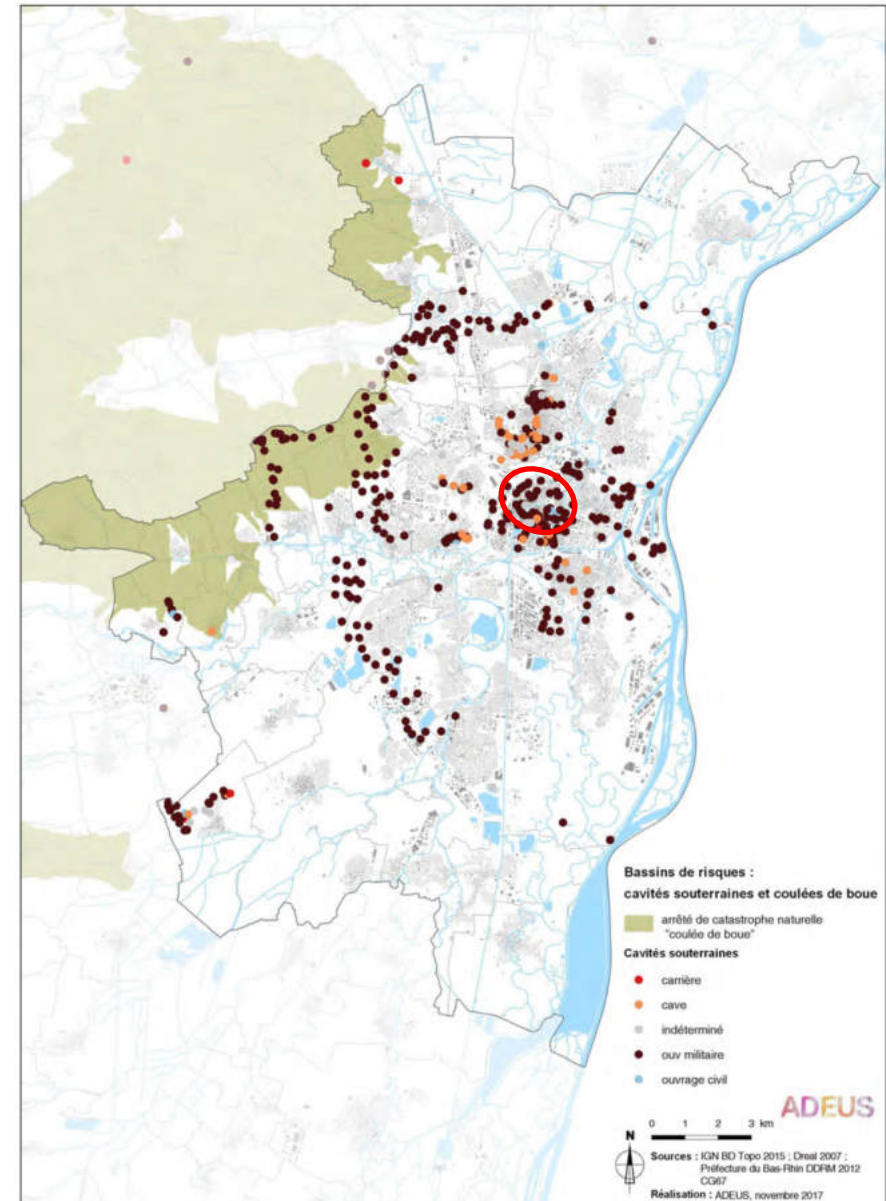 Bassins de risques :
cavités souterraines et coulées de boue
arrêté de catastrophe naturelle
"coulée de boue"
Cavités souterraines
carrière
cave
indéterminé
ouv militaire
ouvrage civil
ADEUS
0 1 2 3 km
N
Sources : IGN BD Topo 2015 ; Dreal 2007 ;
Préfecture du Bas-Rhin DDRM 2012
CG67
Réalisation : ADEUS, novembre 2017